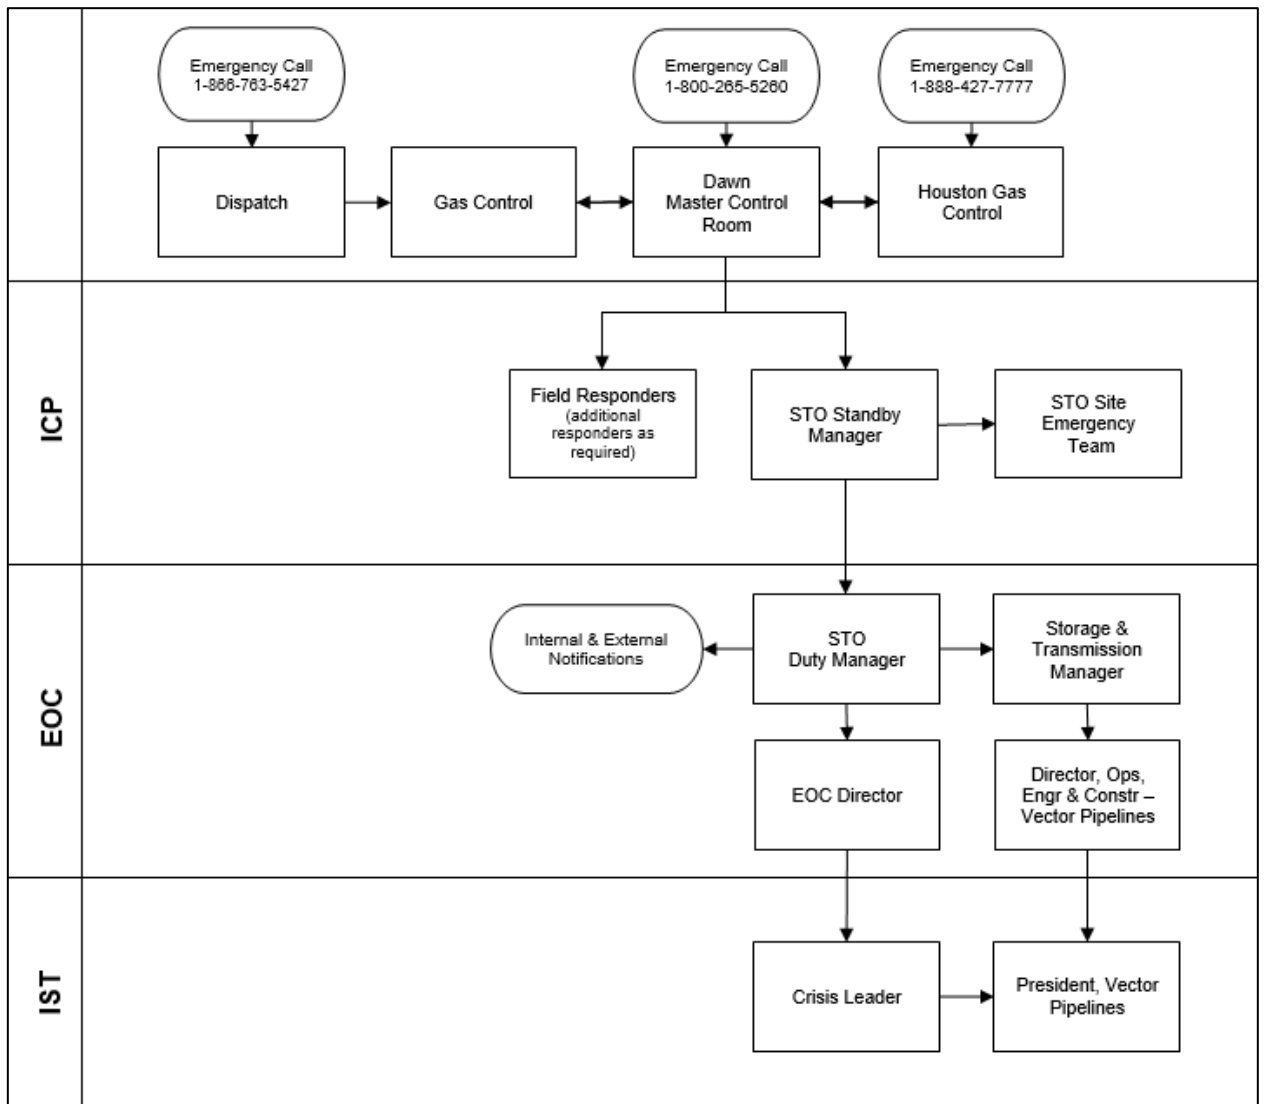 Emergency Call
1-866-763-5427
Emergency Call
1-800-265-5260
Emergency Call
1-888-427-7777
Dispatch
Gas Control
Dawn
Master Control
Room
Houston Gas
Control
ICP
Field Responders
(additional
responders as
required)
STO Standby
Manager
STO Site
Emergency
Team
EOC
Internal & External
Notifications
STO
Duty Manager
Storage &
Transmission
Manager
EOC Director
Director, Ops,
Engr & Constr –
Vector Pipelines
IST
Crisis Leader
President, Vector
Pipelines